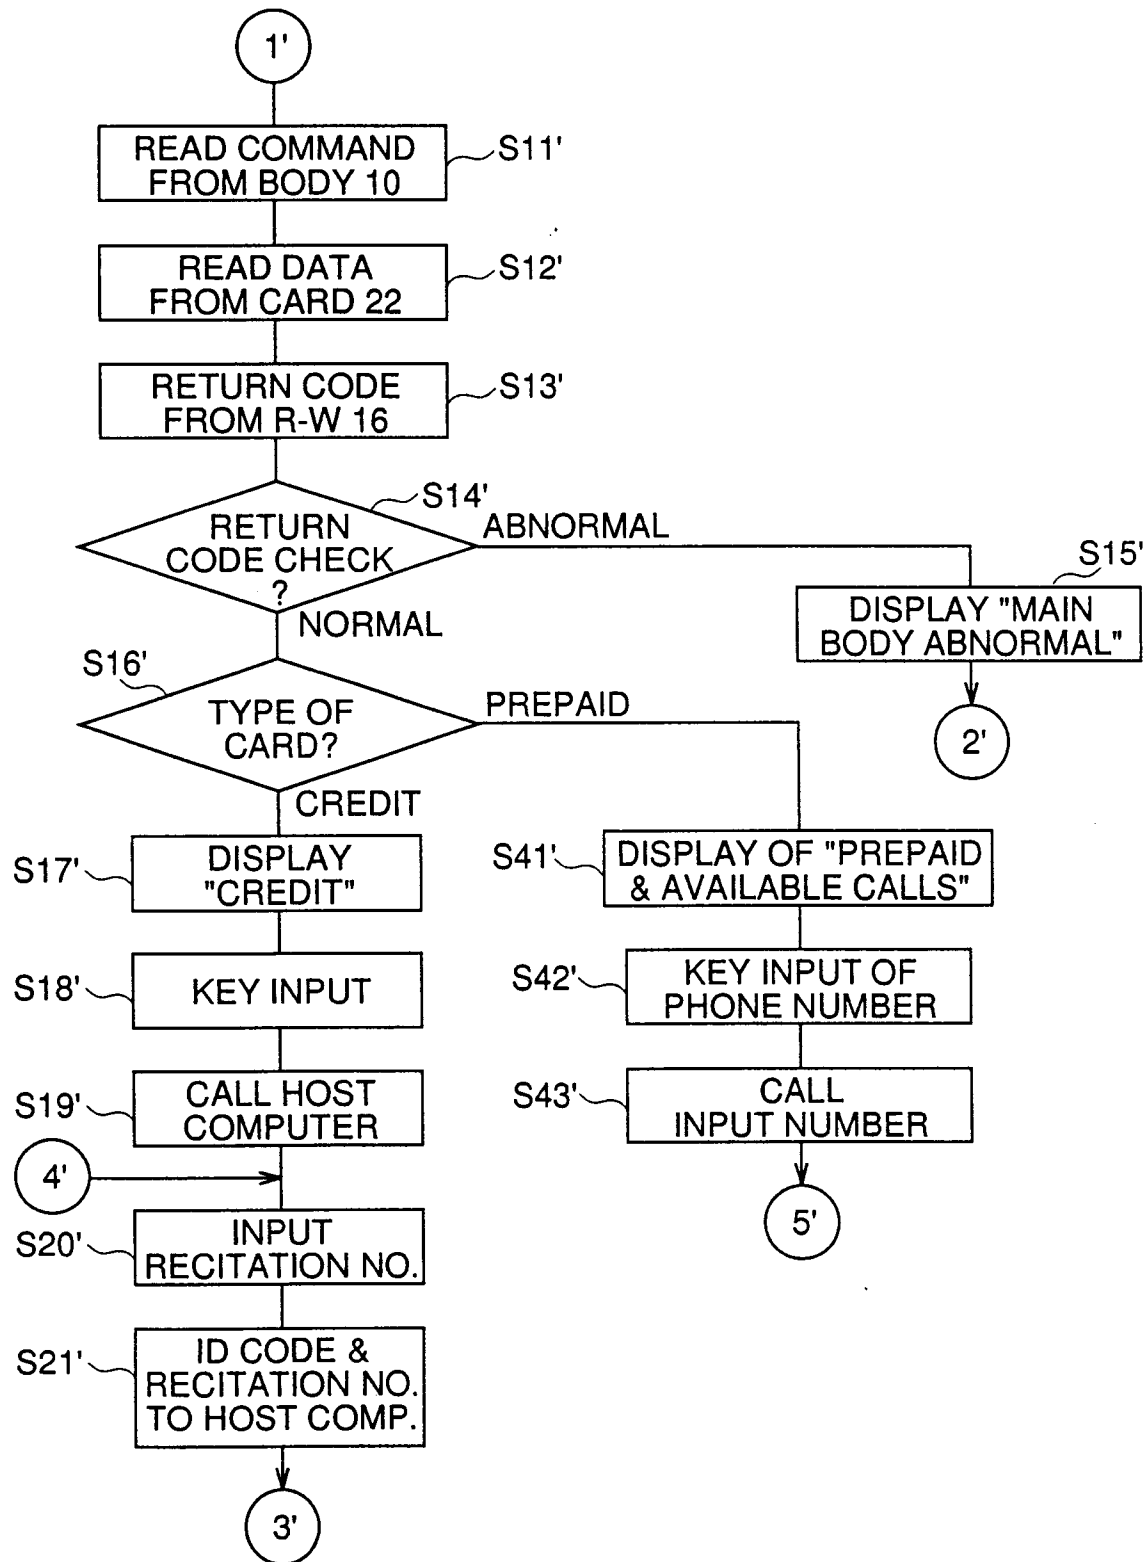 1'
READ COMMAND
FROM BODY 10
S11'
READ DATA
FROM CARD 22
S12'
RETURN CODE
FROM R-W 16
S13'
S14'
RETURN
CODE CHECK
?
ABNORMAL
NORMAL
S15'
DISPLAY "MAIN
BODY ABNORMAL"
2'
S16'
TYPE OF
CARD?
PREPAID
CREDIT
S17'
DISPLAY
"CREDIT"
S41'
DISPLAY OF "PREPAID
& AVAILABLE CALLS"
S18'
KEY INPUT
S42'
KEY INPUT OF
PHONE NUMBER
S19'
CALL HOST
COMPUTER
S43'
CALL
INPUT NUMBER
4'
5'
S20'
INPUT
RECITATION NO.
S21'
ID CODE &
RECITATION NO.
TO HOST COMP.
3'